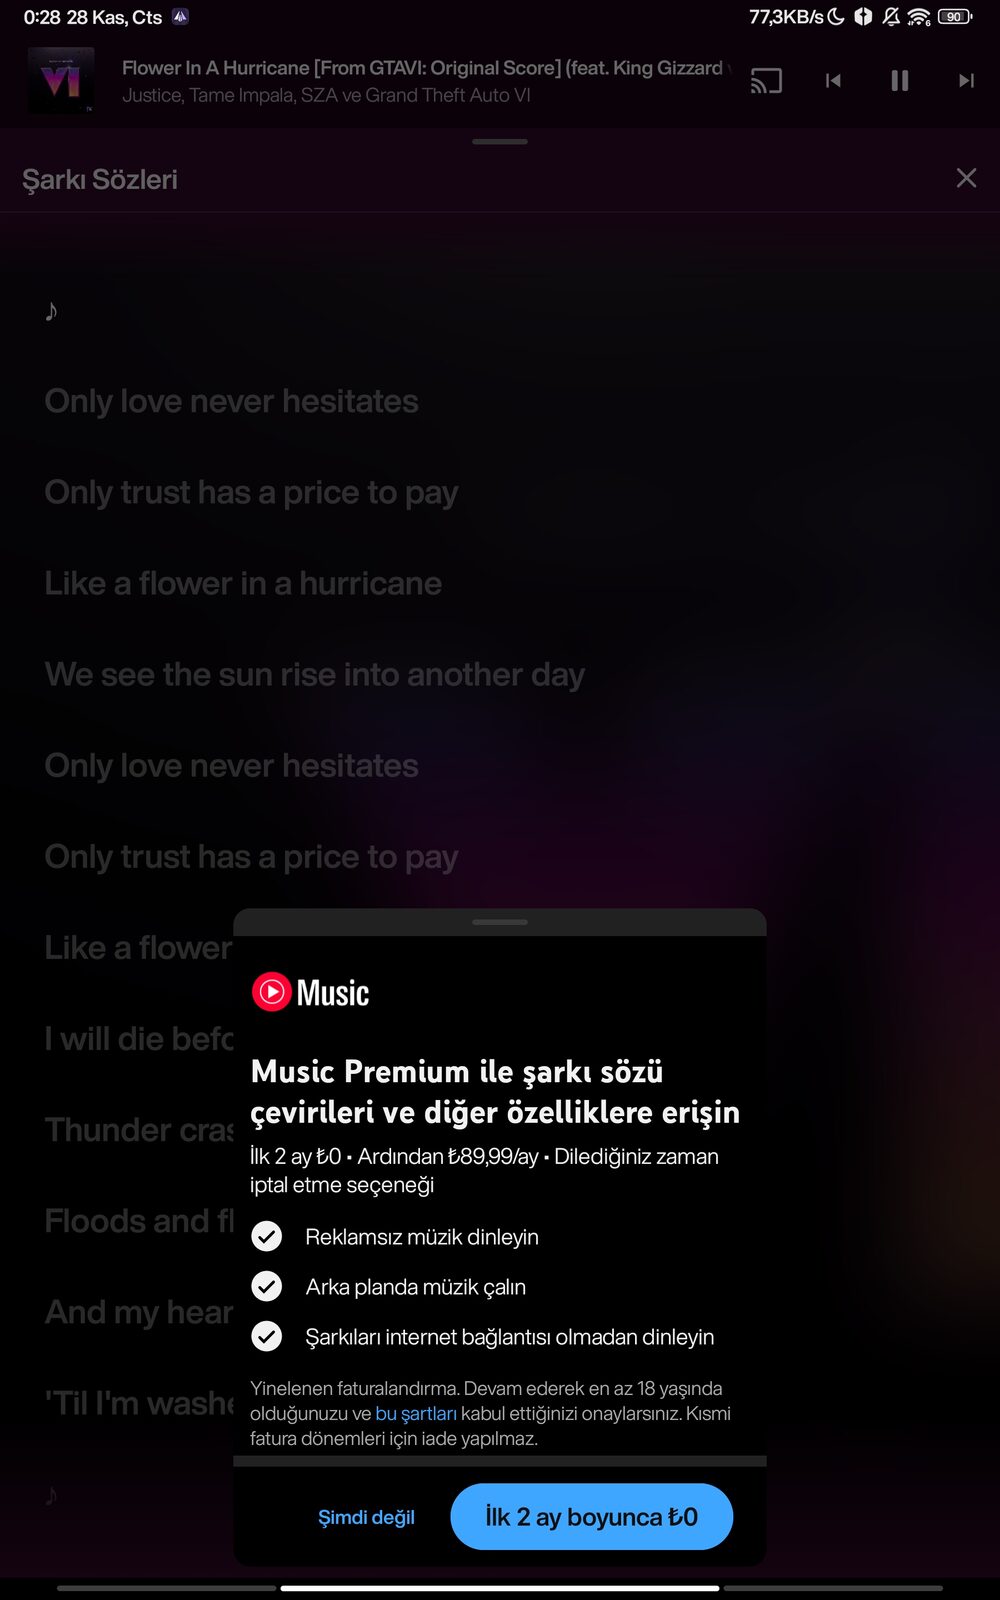 0:28 28 Kas, Cts
77,3KB/s
6
90
VI
Flower In A Hurricane [From GTAVI: Original Score] (feat. King Gizzard
Justice, Tame Impala, SZA ve Grand Theft Auto VI
Şarkı Sözleri
♪
Only love never hesitates
Only trust has a price to pay
Like a flower in a hurricane
We see the sun rise into another day
Only love never hesitates
Only trust has a price to pay
Like a flower
I will die befo
Thunder cras
Floods and fl
And my hear
'Til I'm washe
♪
Music
Music Premium ile şarkı sözü
çevirileri ve diğer özelliklere erişin
İlk 2 ay ₺0 • Ardından ₺89,99/ay • Dilediğiniz zaman
iptal etme seçeneği
Reklamsız müzik dinleyin
Arka planda müzik çalın
Şarkıları internet bağlantısı olmadan dinleyin
Yinelenen faturalandırma. Devam ederek en az 18 yaşında
olduğunuzu ve bu şartları kabul ettiğinizi onaylarsınız. Kısmi
fatura dönemleri için iade yapılmaz.
Şimdi değil
İlk 2 ay boyunca ₺0